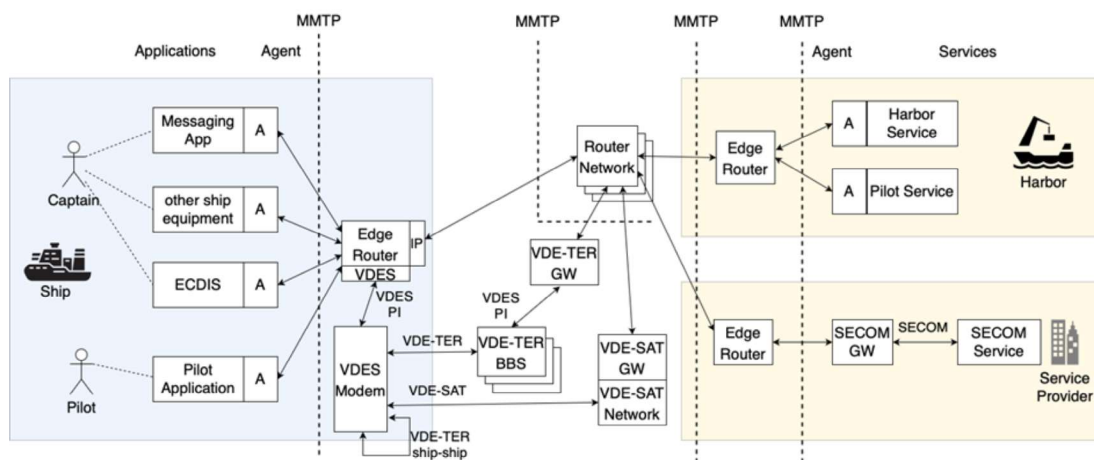 MMTP
MMTP
MMTP
MMTP
Applications
Agent
Agent
Services
Messaging
App
A
Captain
other ship
equipment
A
Ship
ECDIS
A
Pilot
Pilot
Application
A
Edge
Router
IP
VDES
VDES
PI
VDES
Modem
VDE-TER
VDE-SAT
VDE-TER
ship-ship
Router
Network
VDE-TER
GW
VDES
PI
VDE-TER
BBS
VDE-SAT
GW
VDE-SAT
Network
Edge
Router
A
Harbor
Service
A
Pilot Service
Harbor
Edge
Router
SECOM
GW
SECOM
SECOM
Service
Service
Provider